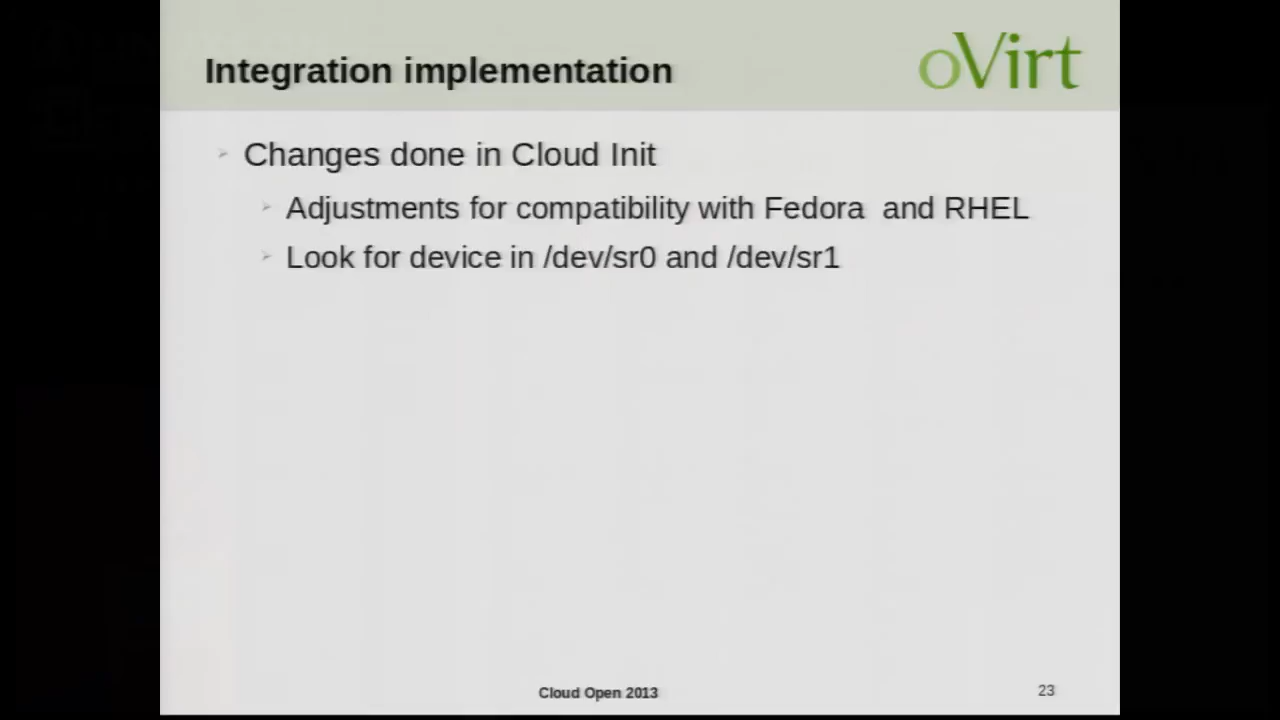 Integration implementation
oVirt
Changes done in Cloud Init
Adjustments for compatibility with Fedora and RHEL
Look for device in /dev/sr0 and /dev/sr1
Cloud Open 2013
23